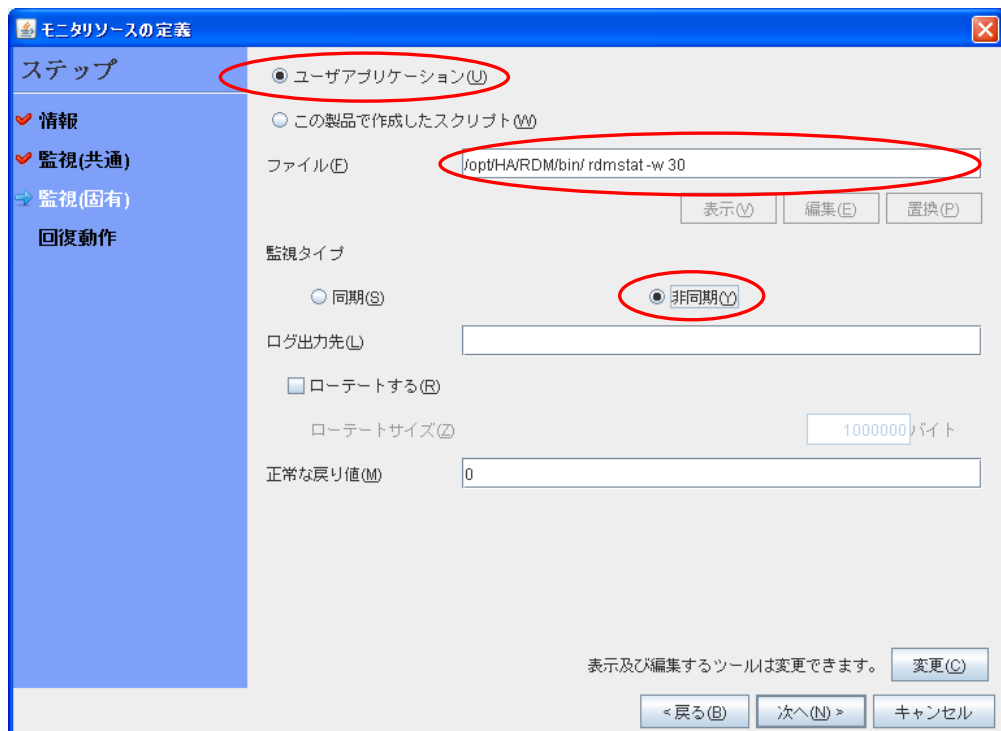 モニタリソースの定義
ステップ
情報
監視(共通)
監視(固有)
回復動作
ユーザアプリケーション(U)
この製品で作成したスクリプト(W)
ファイル(F) /opt/HA/RDM/bin/ rdmstat -w 30
表示(V) 編集(E) 置換(P)
監視タイプ
同期(S) 非同期(Y)
ログ出力先(L)
ローテートする(R)
ローテートサイズ(Z) 1000000 バイト
正常な戻り値(M) 0
表示及び編集するツールは変更できます。 変更(C)
< 戻る(B) 次へ(N) > キャンセル